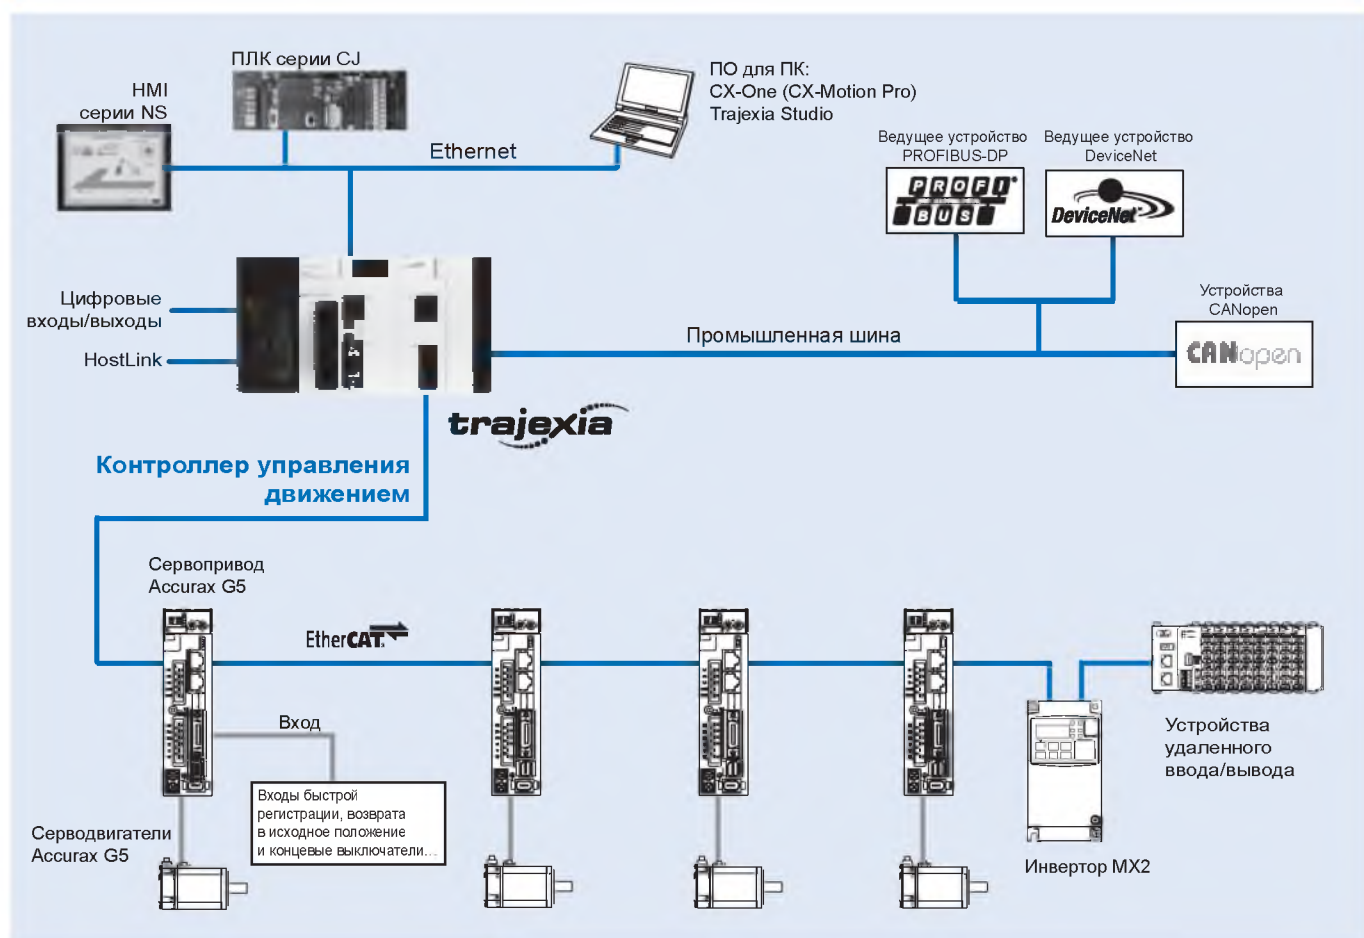 ПЛК серии CJ
HMI
серии NS
ПО для ПК:
CX-One (CX-Motion Pro)
Trajexia Studio
Ethernet
Ведущее устройство
PROFIBUS-DP
Ведущее устройство
DeviceNet
PROFI
BUS
DeviceNet
Цифровые
входы/выходы
HostLink
Промышленная шина
Устройства
CANopen
CANopen
trajexia
Контроллер управления
движением
Сервопривод
Accurax G5
EtherCAT
Вход
Входы быстрой
регистрации, возврата
в исходное положение
и концевые выключатели...
Серводвигатели
Accurax G5
Устройства
удаленного
ввода/вывода
Инвертор MX2